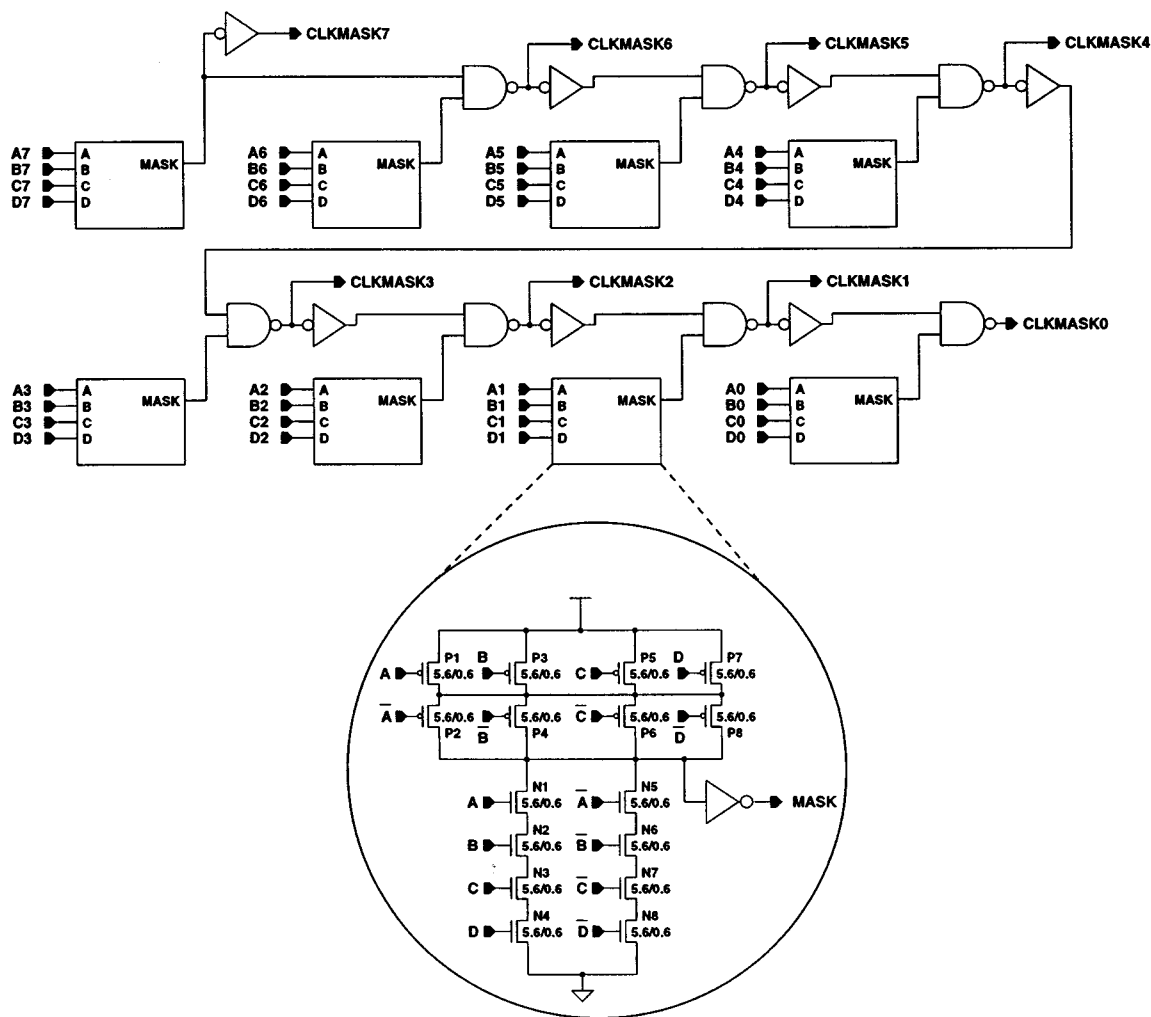 CLKMASK7
CLKMASK6
CLKMASK5
CLKMASK4
A7 A MASK
B7 B
C7 C
D7 D
A6 A MASK
B6 B
C6 C
D6 D
A5 A MASK
B5 B
C5 C
D5 D
A4 A MASK
B4 B
C4 C
D4 D
CLKMASK3
CLKMASK2
CLKMASK1
CLKMASK0
A3 A MASK
B3 B
C3 C
D3 D
A2 A MASK
B2 B
C2 C
D2 D
A1 A MASK
B1 B
C1 C
D1 D
A0 A MASK
B0 B
C0 C
D0 D
A P1 5.6/0.6
B P3 5.6/0.6
C P5 5.6/0.6
D P7 5.6/0.6
A̅ 5.6/0.6 P2
B̅ 5.6/0.6 P4
C̅ 5.6/0.6 P6
D̅ 5.6/0.6 P8
A N1 5.6/0.6
A̅ N5 5.6/0.6
MASK
B N2 5.6/0.6
B̅ N6 5.6/0.6
C N3 5.6/0.6
C̅ N7 5.6/0.6
D N4 5.6/0.6
D̅ N8 5.6/0.6